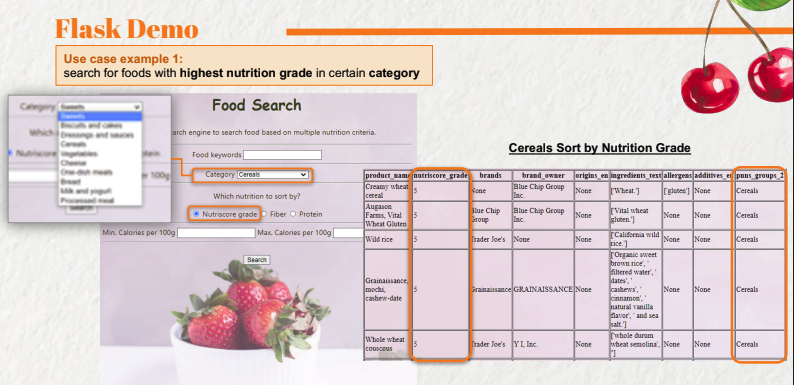 Flask Demo
Use case example 1:
search for foods with highest nutrition grade in certain category
Category Sweets
Sweets
Biscuits and cakes
Dressings and sauces
Cereals
Vegetables
Cheese
One-dish meals
Bread
Milk and yogurt
Processed meat
Which
Nutriscore
tein
per 100g
Search
Food Search
earch engine to search food based on multiple nutrition criteria.
Food keywords
Category Cereals
Which nutrition to sort by?
Nutriscore grade Fiber Protein
Min. Calories per 100g Max. Calories per 100g
Search
Cereals Sort by Nutrition Grade
product_name nutriscore_grade brands brand_owner origins_en ingredients_text allergens additives_e pnns_groups_2
Creamy wheat cereal 5 None Blue Chip Group Inc. None ['Wheat.'] ['gluten'] None Cereals
Augason Farms, Vital Wheat Gluten 5 Blue Chip Group Blue Chip Group Inc. None ['Vital wheat gluten.'] None None Cereals
Wild rice 5 Trader Joe's None None ['California wild rice.'] None None Cereals
Grainaissance, mochi, cashew-date 5 Grainaissance GRAINAISSANCE None ['Organic sweet brown rice', ' filtered water', ' dates', ' cashews', ' cinnamon', ' natural vanilla flavor', ' and sea salt.'] None None Cereals
Whole wheat couscous 5 Trader Joe's Y I, Inc. None ['whole durum wheat semolina', ''] None None Cereals